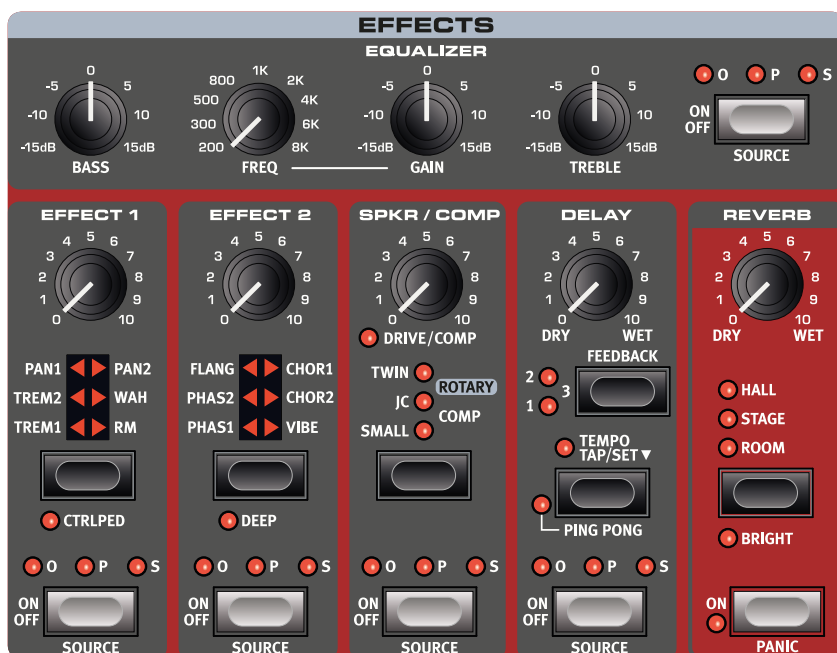 EFFECTS
EQUALIZER
-15dB -10 -5 0 5 10 15dB
BASS
200 300 500 800 1K 2K 4K 6K 8K
FREQ
-15dB -10 -5 0 5 10 15dB
GAIN
-15dB -10 -5 0 5 10 15dB
TREBLE
O P S
ON
OFF
SOURCE
EFFECT 1
0 1 2 3 4 5 6 7 8 9 10
PAN1 PAN2
TREM2 WAH
TREM1 RM
CTRLPED
O P S
ON
OFF
SOURCE
EFFECT 2
0 1 2 3 4 5 6 7 8 9 10
FLANG CHOR1
PHAS2 CHOR2
PHAS1 VIBE
DEEP
O P S
ON
OFF
SOURCE
SPKR / COMP
0 1 2 3 4 5 6 7 8 9 10
DRIVE/COMP
TWIN
ROTARY
JC
COMP
SMALL
O P S
ON
OFF
SOURCE
DELAY
0 1 2 3 4 5 6 7 8 9 10
DRY WET
FEEDBACK
2
3
1
TEMPO
TAP/SET▼
PING PONG
O P S
ON
OFF
SOURCE
REVERB
0 1 2 3 4 5 6 7 8 9 10
DRY WET
HALL
STAGE
ROOM
BRIGHT
ON
PANIC